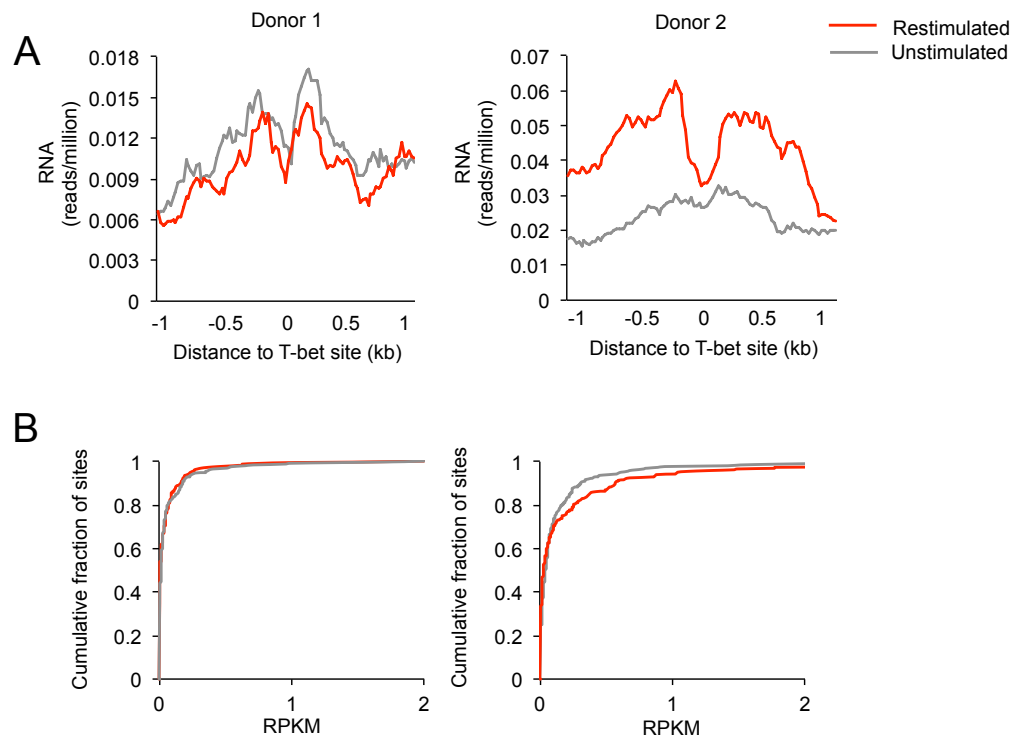 A
Donor 1
Donor 2
Restimulated
Unstimulated
RNA
(reads/million)
0.018
0.015
0.012
0.009
0.006
0.003
0
-1
-0.5
0
0.5
1
Distance to T-bet site (kb)
RNA
(reads/million)
0.07
0.06
0.05
0.04
0.03
0.02
0.01
0
-1
-0.5
0
0.5
1
Distance to T-bet site (kb)
B
Cumulative fraction of sites
1
0.8
0.6
0.4
0.2
0
0
1
2
RPKM
Cumulative fraction of sites
1
0.8
0.6
0.4
0.2
0
0
1
2
RPKM